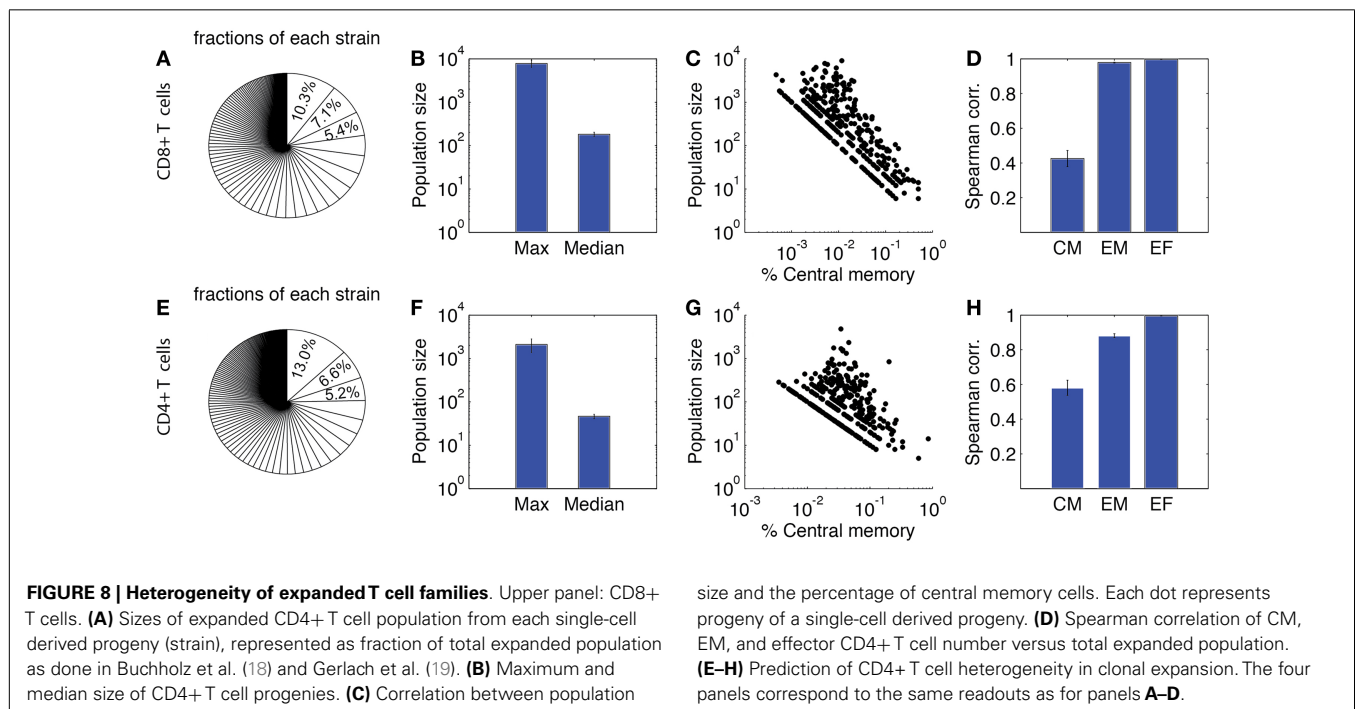 fractions of each strain
A
CD8+ T cells
10.3%
7.1%
5.4%
B
Population size
10^4
10^3
10^2
10^1
10^0
Max Median
C
Population size
10^4
10^3
10^2
10^1
10^0
10^-3 10^-2 10^-1 10^0
% Central memory
D
Spearman corr.
1
0.8
0.6
0.4
0.2
CM EM EF
fractions of each strain
E
CD4+ T cells
13.0%
6.6%
5.2%
F
Population size
10^4
10^3
10^2
10^1
10^0
Max Median
G
Population size
10^4
10^3
10^2
10^1
10^0
10^-3 10^-2 10^-1 10^0
% Central memory
H
Spearman corr.
1
0.8
0.6
0.4
0.2
CM EM EF
FIGURE 8 | Heterogeneity of expanded T cell families. Upper panel: CD8+
T cells. (A) Sizes of expanded CD4+ T cell population from each single-cell
derived progeny (strain), represented as fraction of total expanded population
as done in Buchholz et al. (18) and Gerlach et al. (19). (B) Maximum and
median size of CD4+ T cell progenies. (C) Correlation between population
size and the percentage of central memory cells. Each dot represents
progeny of a single-cell derived progeny. (D) Spearman correlation of CM,
EM, and effector CD4+ T cell number versus total expanded population.
(E–H) Prediction of CD4+ T cell heterogeneity in clonal expansion. The four
panels correspond to the same readouts as for panels A–D.